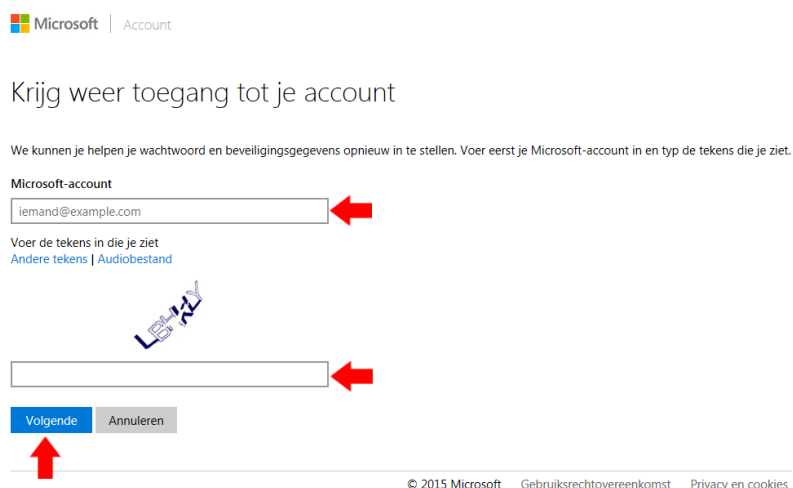 Microsoft | Account
Krijg weer toegang tot je account
We kunnen je helpen je wachtwoord en beveiligingsgegevens opnieuw in te stellen. Voer eerst je Microsoft-account in en typ de tekens die je ziet.
Microsoft-account
iemand@example.com
Voer de tekens in die je ziet
Andere tekens | Audiobestand
Volgende Annuleren
© 2015 Microsoft Gebruiksrechtovereenkomst Privacy en cookies